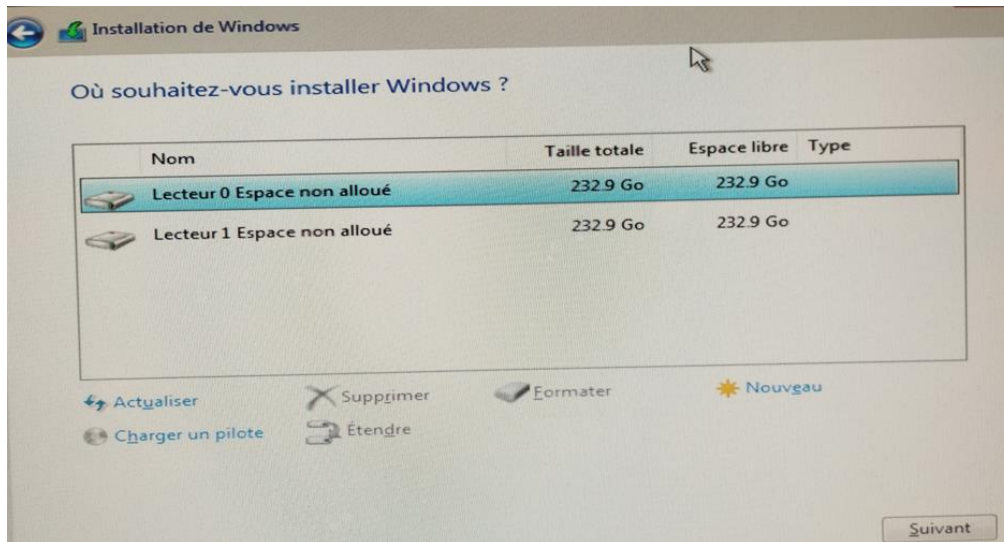 Installation de Windows
Où souhaitez-vous installer Windows ?
Nom Taille totale Espace libre Type
Lecteur 0 Espace non alloué 232.9 Go 232.9 Go
Lecteur 1 Espace non alloué 232.9 Go 232.9 Go
Actualiser Supprimer Formater Nouveau
Charger un pilote Étendre
Suivant